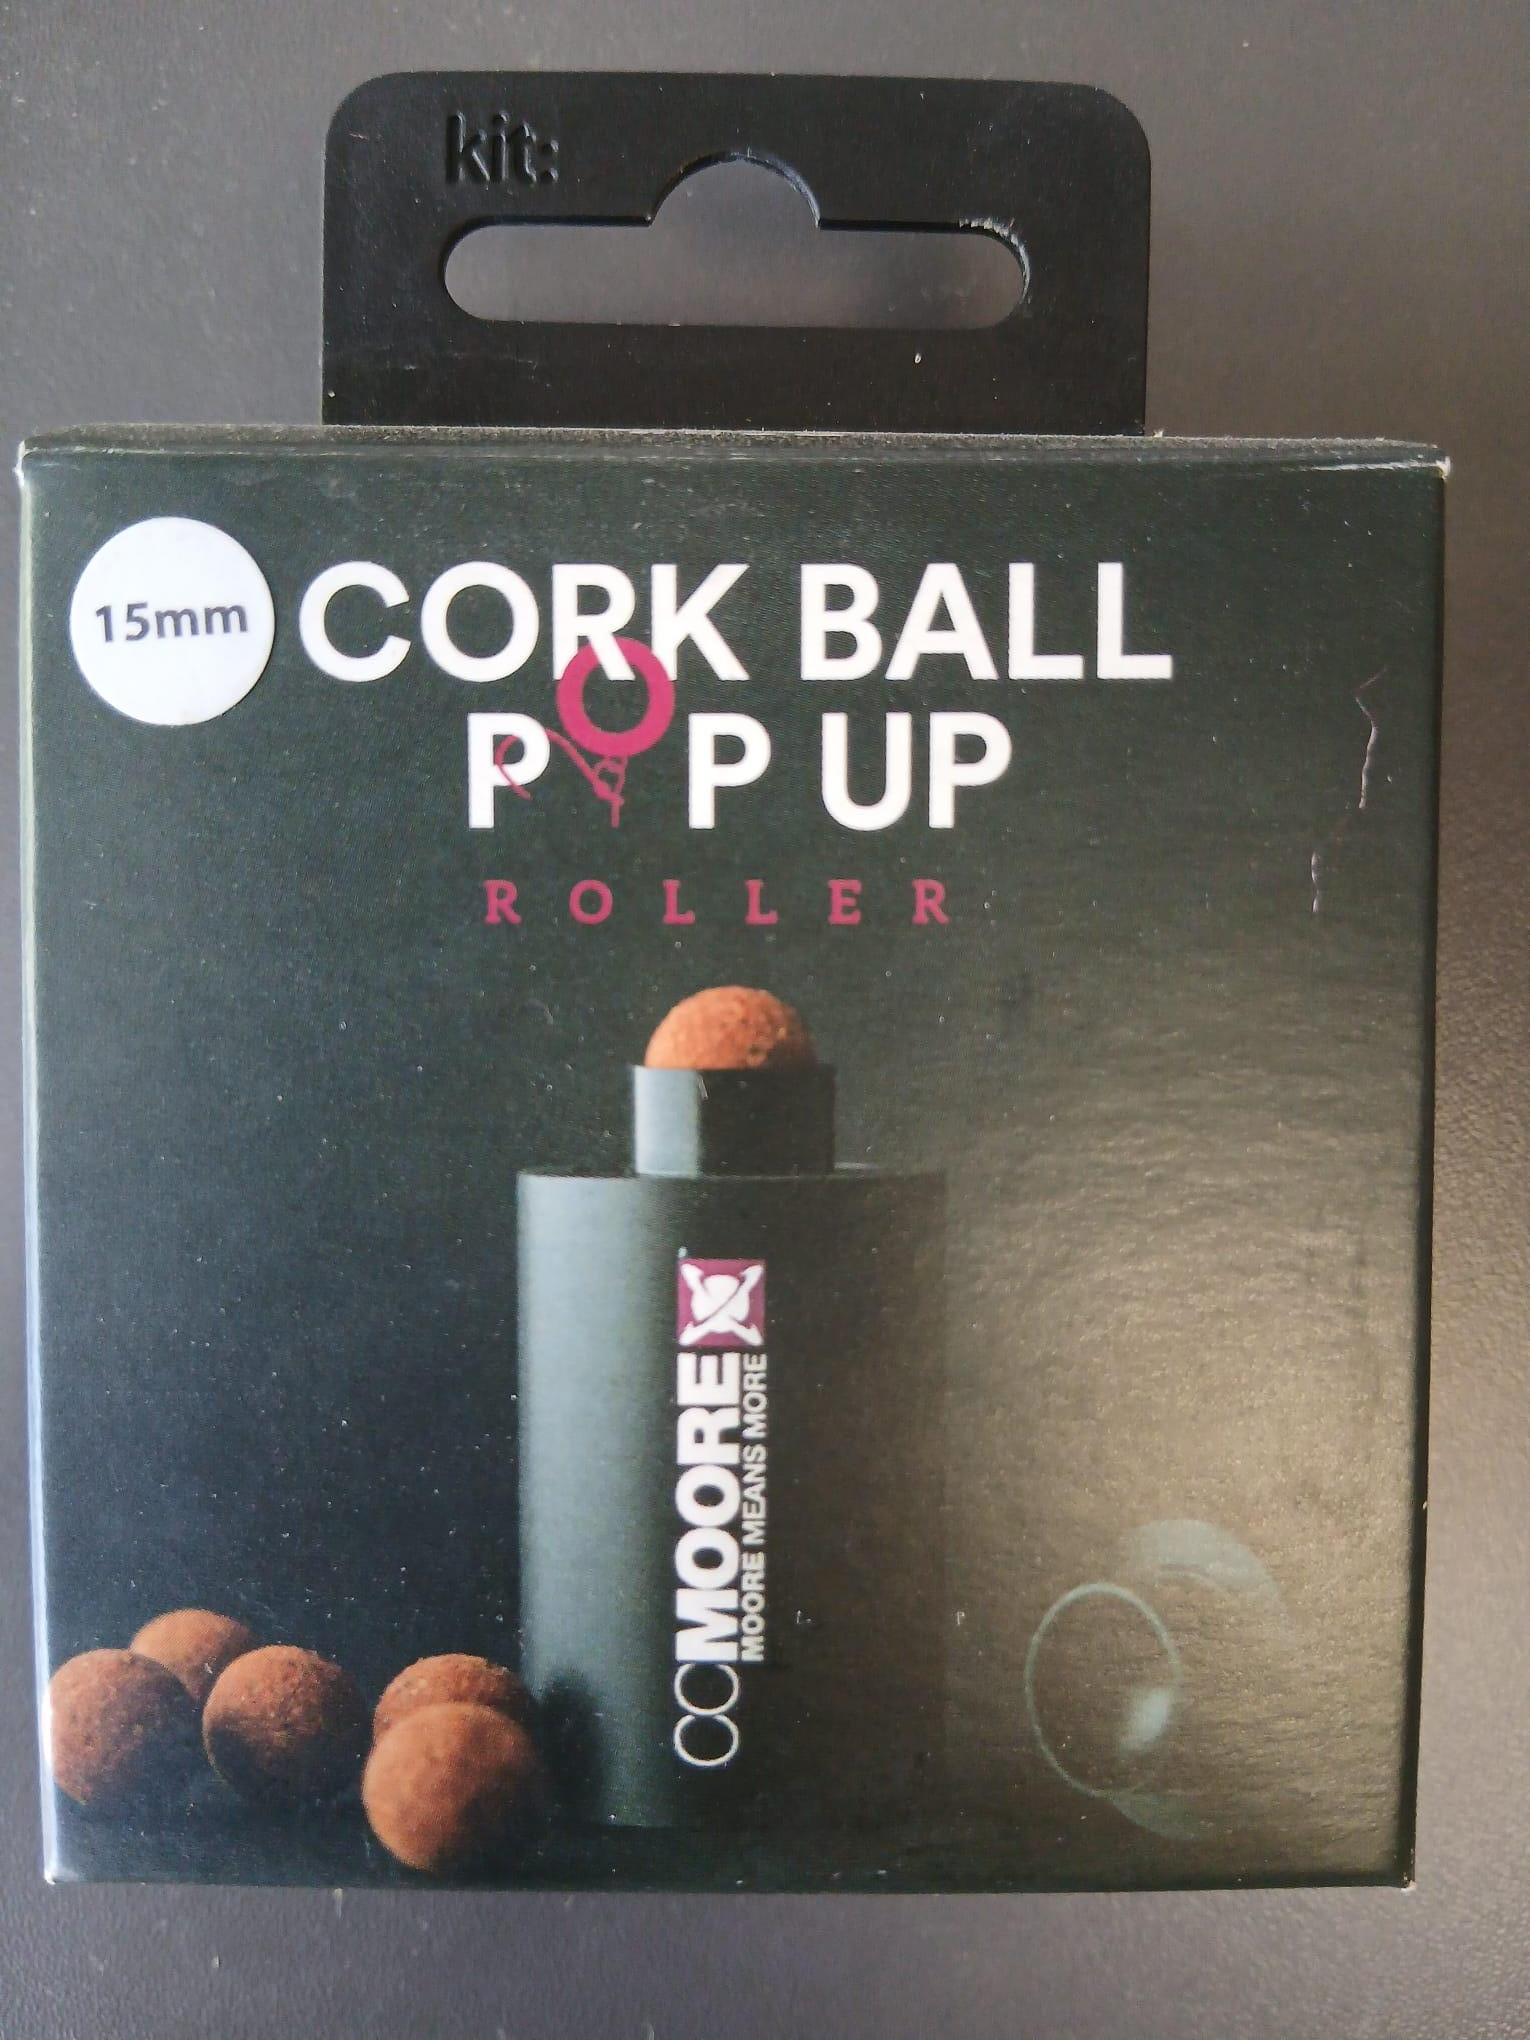 kit:
15mm
CORK BALL
POP UP
ROLLER
CCMOORE
MOORE MEANS MORE